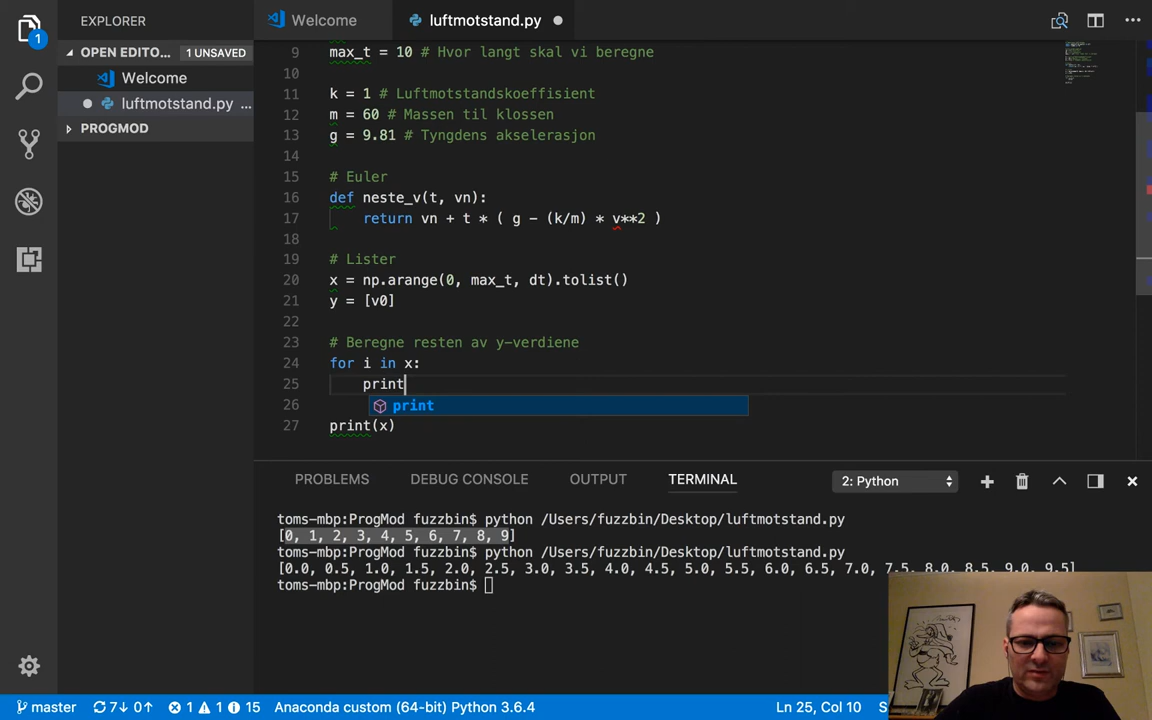 EXPLORER
Welcome
luftmotstand.py
OPEN EDITO... 1 UNSAVED
Welcome
luftmotstand.py ...
PROGMOD
1
9 max_t = 10 # Hvor langt skal vi beregne
10
11 k = 1 # Luftmotstandskoeffisient
12 m = 60 # Massen til klossen
13 g = 9.81 # Tyngdens akselerasjon
14
15 # Euler
16 def neste_v(t, vn):
17 return vn + t * ( g - (k/m) * v**2 )
18
19 # Lister
20 x = np.arange(0, max_t, dt).tolist()
21 y = [v0]
22
23 # Beregne resten av y-verdiene
24 for i in x:
25 print
26 print
27 print(x)
PROBLEMS DEBUG CONSOLE OUTPUT TERMINAL 2: Python
toms-mbp:ProgMod fuzzbin$ python /Users/fuzzbin/Desktop/luftmotstand.py
[0, 1, 2, 3, 4, 5, 6, 7, 8, 9]
toms-mbp:ProgMod fuzzbin$ python /Users/fuzzbin/Desktop/luftmotstand.py
[0.0, 0.5, 1.0, 1.5, 2.0, 2.5, 3.0, 3.5, 4.0, 4.5, 5.0, 5.5, 6.0, 6.5, 7.0, 7.5, 8.0, 8.5, 9.0, 9.5]
toms-mbp:ProgMod fuzzbin$
master 7↓ 0↑ 1 1 15 Anaconda custom (64-bit) Python 3.6.4 Ln 25, Col 10 S